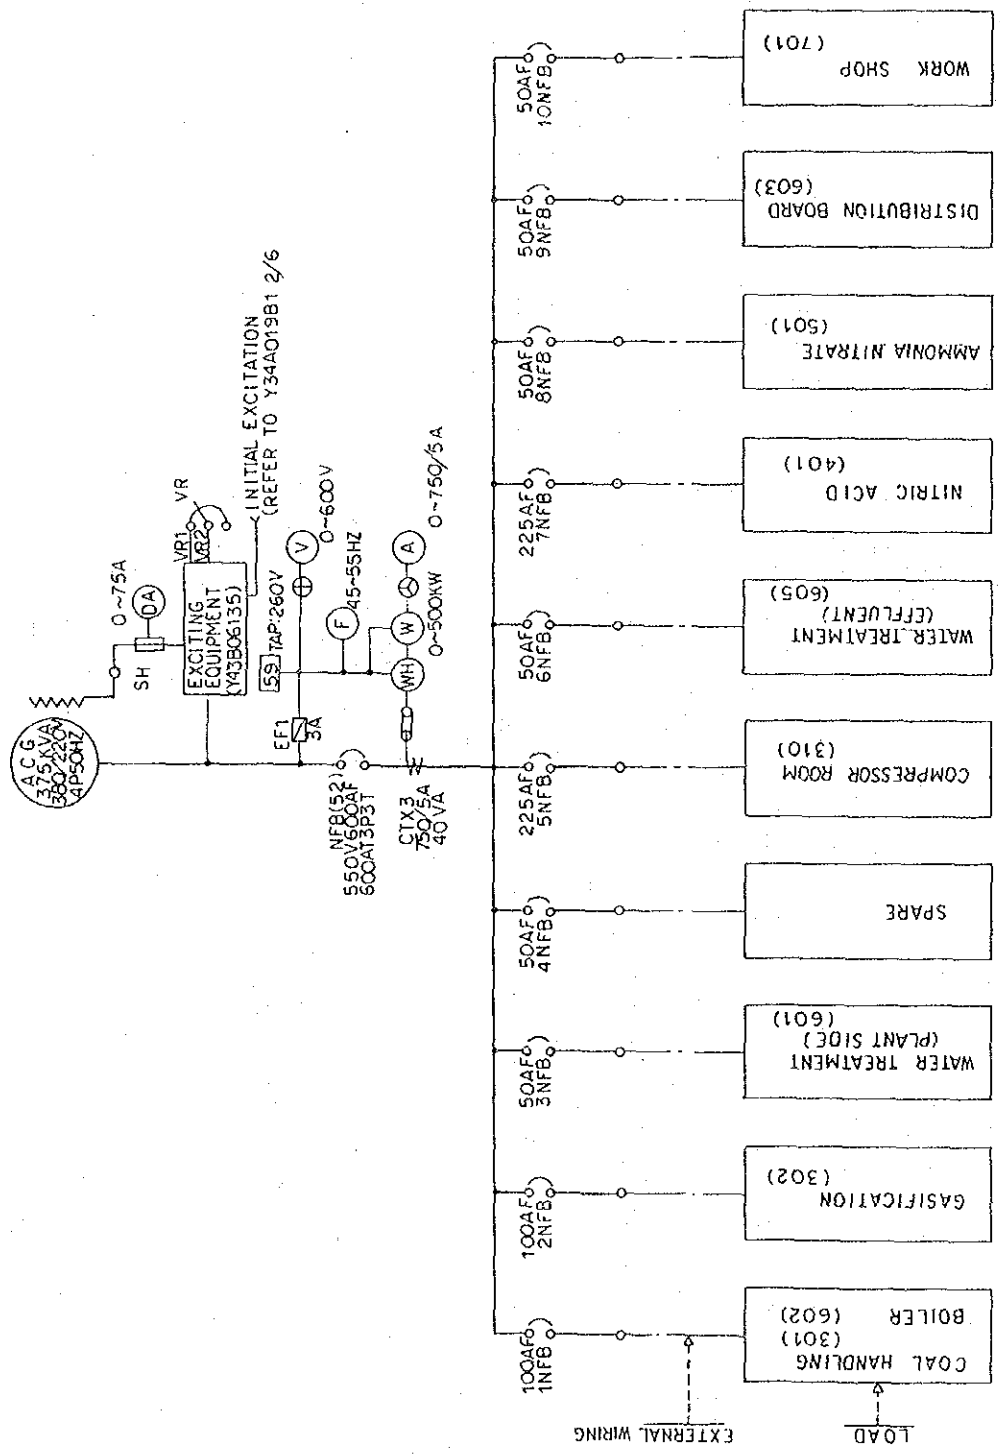 A C G
375KVA
380/220V
4P50HZ
0~75A
DA
SH
EXCITING
EQUIPMENT
(Y43B06135)
VR1
VR2
VR
INITIAL EXCITATION
(REFER TO Y34A019B1 2/6
59
TAP:260V
V
0~600V
F
45~55HZ
EF1
3A
NFB(52)
550V600AF
600AT3P3T
WH
W
0~500KW
A
0~750/5A
CTX3
750/5A
40VA
100AF
1NFB
100AF
2NFB
50AF
3NFB
50AF
4NFB
225AF
5NFB
50AF
6NFB
225AF
7NFB
50AF
8NFB
50AF
9NFB
50AF
10NFB
EXTERNAL WIRING
LOAD
COAL HANDLING
(301)
BOILER (602)
GASIFICATION
(302)
WATER TREATMENT
(PLANT SIDE)
(601)
SPARE
COMPRESSOR ROOM
(310)
WATER TREATMENT
(EFFLUENT)
(605)
NITRIC ACID
(401)
AMMONIA NITRATE
(501)
DISTRIBUTION BOARD
(603)
WORK SHOP
(701)